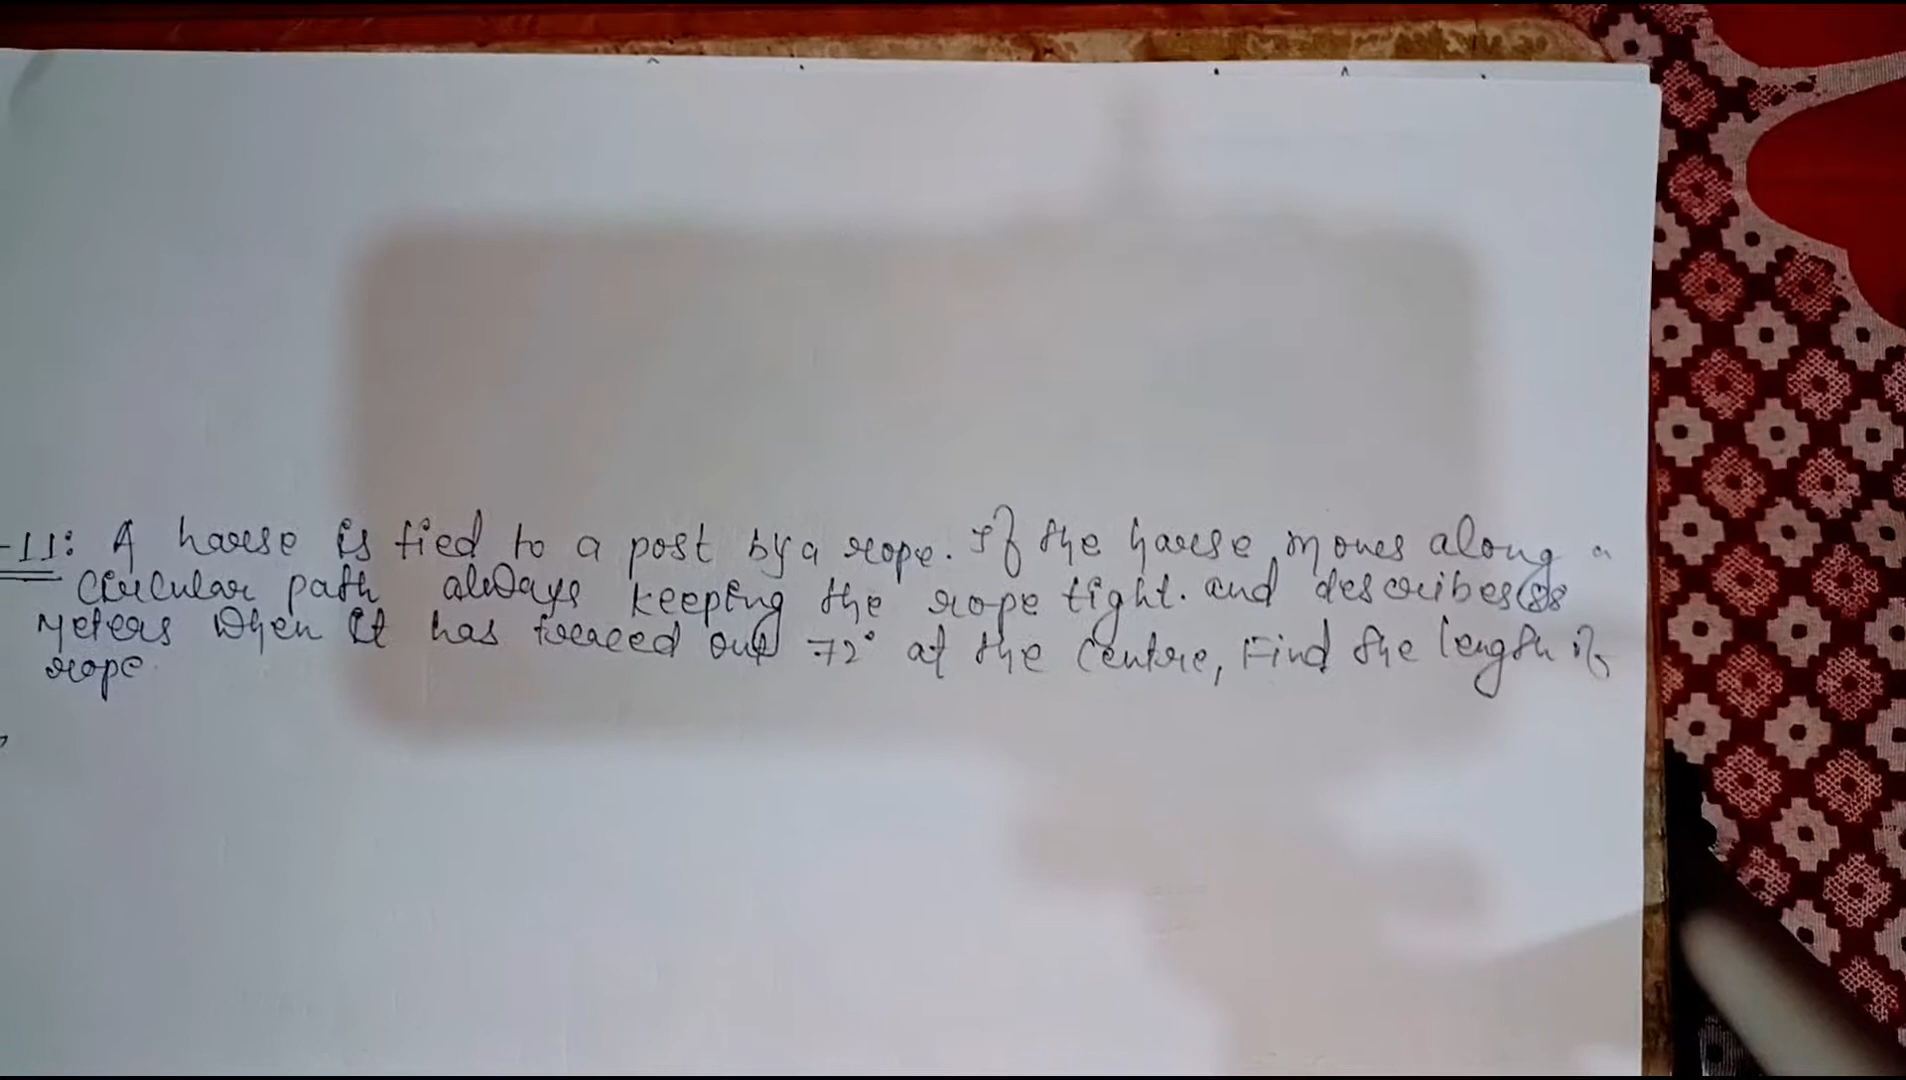 -11: A horse is tied to a post by a rope. If the horse moves along a
circular path always keeping the rope tight. and describes 88
Meters when it has traced out 72° at the centre, Find the length of
rope.